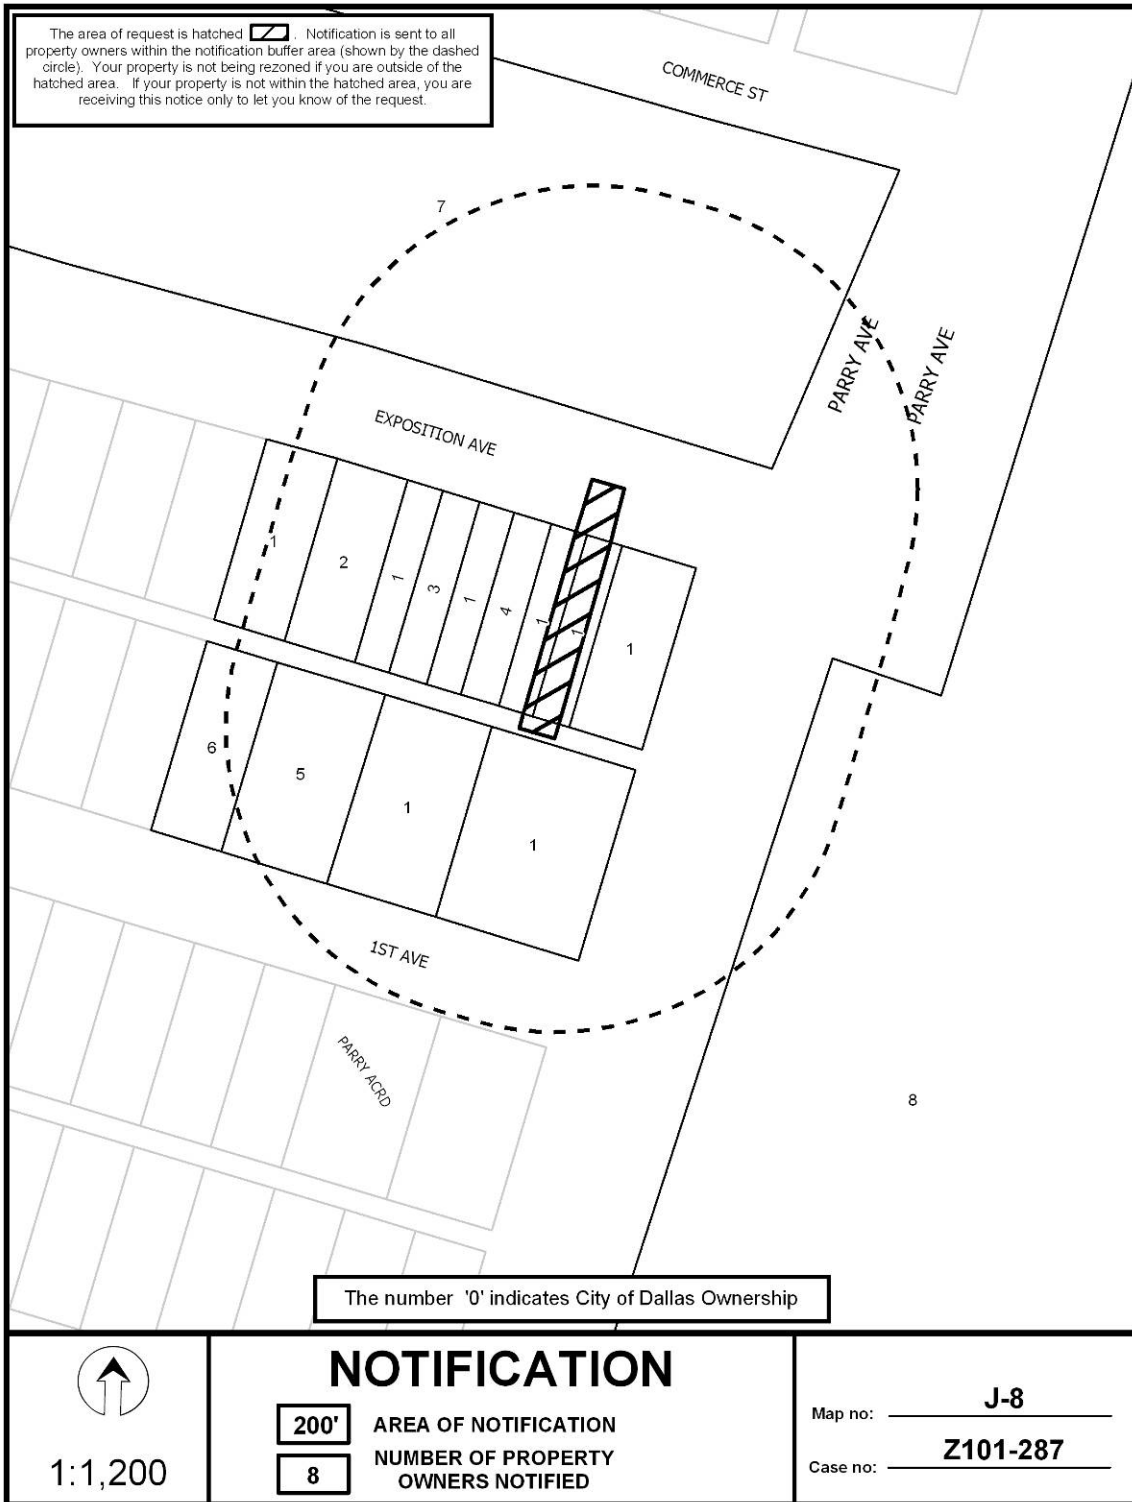 The area of request is hatched . Notification is sent to all
property owners within the notification buffer area (shown by the dashed
circle). Your property is not being rezoned if you are outside of the
hatched area. If your property is not within the hatched area, you are
receiving this notice only to let you know of the request.
COMMERCE ST
7
PARRY AVE
PARRY AVE
EXPOSITION AVE
1
2
1
3
1
4
1
1
1
6
5
1
1
1ST AVE
PARRY ACRD
8
The number '0' indicates City of Dallas Ownership
1:1,200
NOTIFICATION
200' AREA OF NOTIFICATION
8 NUMBER OF PROPERTY
OWNERS NOTIFIED
Map no: J-8
Case no: Z101-287